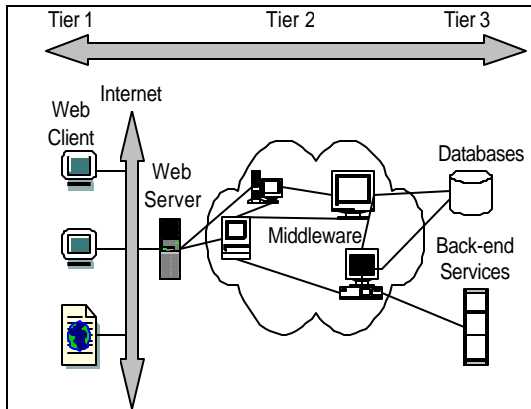 Tier 1 Tier 2 Tier 3
Internet
Web
Client
Web
Server
Middleware
Databases
Back-end
Services